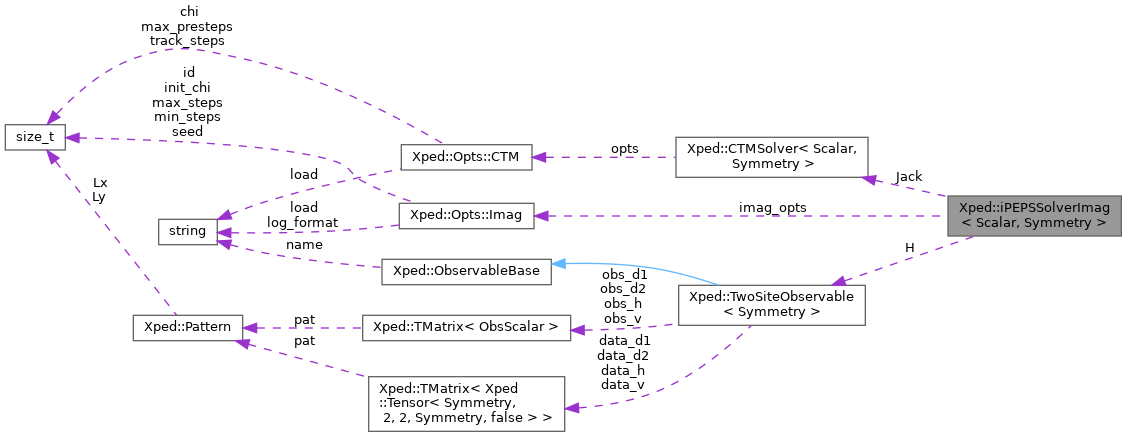 chi
max_presteps
track_steps
id
init_chi
max_steps
min_steps
seed
size_t
Xped::Opts::CTM
opts
Xped::CTMSolver< Scalar,
Symmetry >
Jack
Lx
Ly
load
Xped::Opts::Imag
imag_opts
Xped::iPEPSSolverImag
< Scalar, Symmetry >
string
load
log_format
name
H
Xped::ObservableBase
obs_d1
obs_d2
obs_h
obs_v
Xped::TwoSiteObservable
< Symmetry >
Xped::Pattern
pat
pat
Xped::TMatrix< ObsScalar >
data_d1
data_d2
data_h
data_v
Xped::TMatrix< Xped
::Tensor< Symmetry,
2, 2, Symmetry, false > >